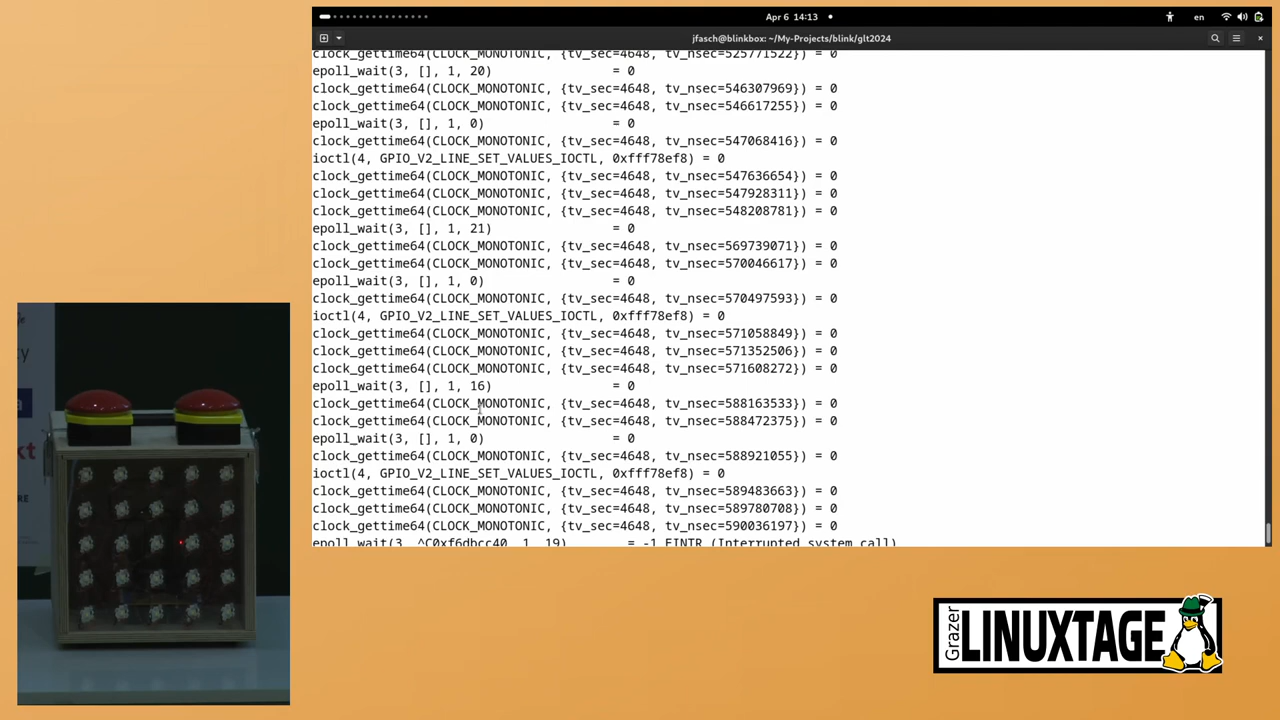 Apr 6 14:13
en
jfasch@blinkbox: ~/My-Projects/blink/glt2024
clock_gettime64(CLOCK_MONOTONIC, {tv_sec=4648, tv_nsec=525771522}) = 0
epoll_wait(3, [], 1, 20) = 0
clock_gettime64(CLOCK_MONOTONIC, {tv_sec=4648, tv_nsec=546307969}) = 0
clock_gettime64(CLOCK_MONOTONIC, {tv_sec=4648, tv_nsec=546617255}) = 0
epoll_wait(3, [], 1, 0) = 0
clock_gettime64(CLOCK_MONOTONIC, {tv_sec=4648, tv_nsec=547068416}) = 0
ioctl(4, GPIO_V2_LINE_SET_VALUES_IOCTL, 0xfff78ef8) = 0
clock_gettime64(CLOCK_MONOTONIC, {tv_sec=4648, tv_nsec=547636654}) = 0
clock_gettime64(CLOCK_MONOTONIC, {tv_sec=4648, tv_nsec=547928311}) = 0
clock_gettime64(CLOCK_MONOTONIC, {tv_sec=4648, tv_nsec=548208781}) = 0
epoll_wait(3, [], 1, 21) = 0
clock_gettime64(CLOCK_MONOTONIC, {tv_sec=4648, tv_nsec=569739071}) = 0
clock_gettime64(CLOCK_MONOTONIC, {tv_sec=4648, tv_nsec=570046617}) = 0
epoll_wait(3, [], 1, 0) = 0
clock_gettime64(CLOCK_MONOTONIC, {tv_sec=4648, tv_nsec=570497593}) = 0
ioctl(4, GPIO_V2_LINE_SET_VALUES_IOCTL, 0xfff78ef8) = 0
clock_gettime64(CLOCK_MONOTONIC, {tv_sec=4648, tv_nsec=571058849}) = 0
clock_gettime64(CLOCK_MONOTONIC, {tv_sec=4648, tv_nsec=571352506}) = 0
clock_gettime64(CLOCK_MONOTONIC, {tv_sec=4648, tv_nsec=571608272}) = 0
epoll_wait(3, [], 1, 16) = 0
clock_gettime64(CLOCK_MONOTONIC, {tv_sec=4648, tv_nsec=588163533}) = 0
clock_gettime64(CLOCK_MONOTONIC, {tv_sec=4648, tv_nsec=588472375}) = 0
epoll_wait(3, [], 1, 0) = 0
clock_gettime64(CLOCK_MONOTONIC, {tv_sec=4648, tv_nsec=588921055}) = 0
ioctl(4, GPIO_V2_LINE_SET_VALUES_IOCTL, 0xfff78ef8) = 0
clock_gettime64(CLOCK_MONOTONIC, {tv_sec=4648, tv_nsec=589483663}) = 0
clock_gettime64(CLOCK_MONOTONIC, {tv_sec=4648, tv_nsec=589780708}) = 0
clock_gettime64(CLOCK_MONOTONIC, {tv_sec=4648, tv_nsec=590036197}) = 0
epoll_wait(3, ^C0xf6dbcc40, 1, 19) = -1 EINTR (Interrupted system call)
Grazer
LINUXTAGE